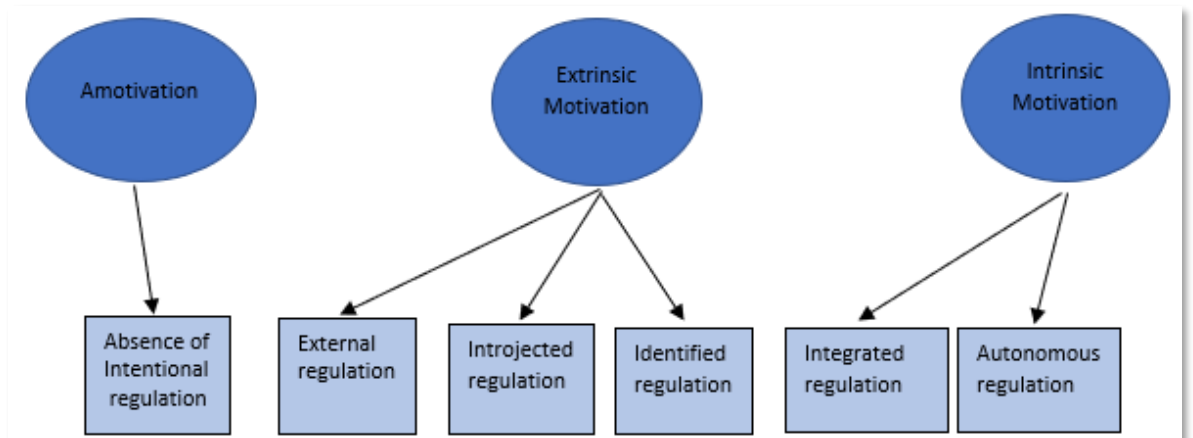 Amotivation
Extrinsic
Motivation
Intrinsic
Motivation
Absence of
Intentional
regulation
External
regulation
Introjected
regulation
Identified
regulation
Integrated
regulation
Autonomous
regulation